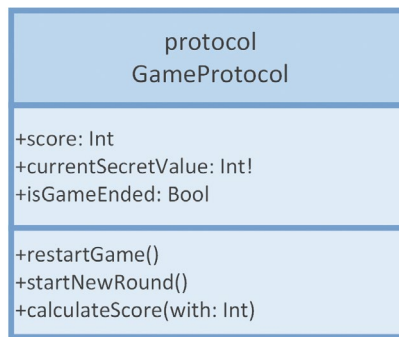 protocol
GameProtocol
+score: Int
+currentSecretValue: Int!
+isGameEnded: Bool
+restartGame()
+startNewRound()
+calculateScore(with: Int)